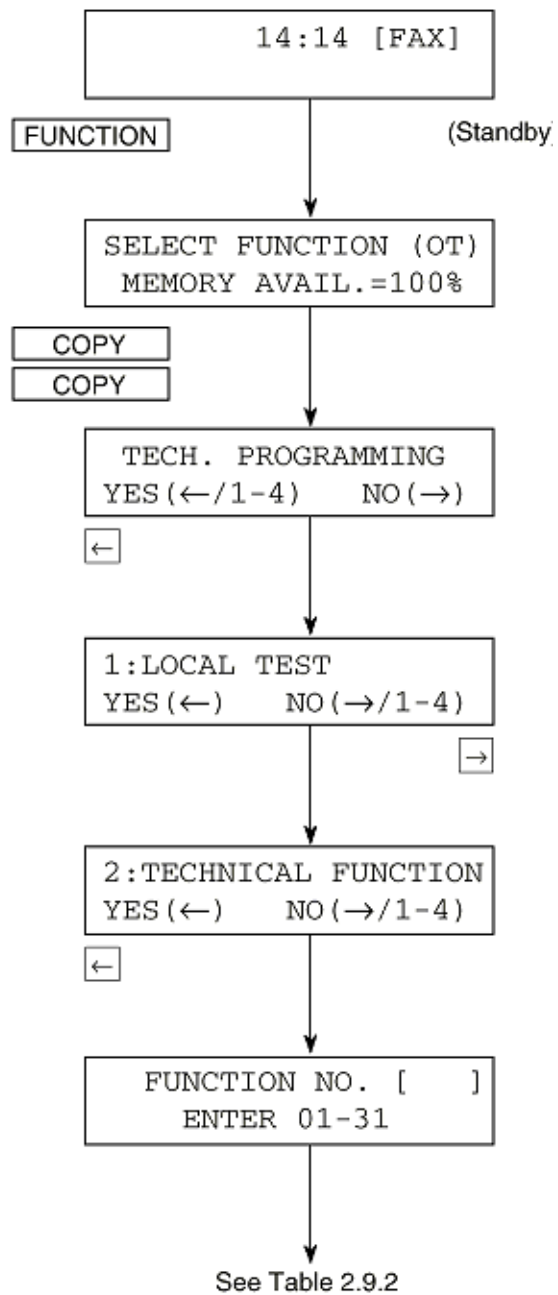 14:14 [FAX]
FUNCTION
(Standby)
SELECT FUNCTION (OT)
MEMORY AVAIL.=100%
COPY
COPY
TECH. PROGRAMMING
YES(←/1-4) NO(→)
←
1:LOCAL TEST
YES(←) NO(→/1-4)
→
2:TECHNICAL FUNCTION
YES(←) NO(→/1-4)
←
FUNCTION NO. [ ]
ENTER 01-31
See Table 2.9.2